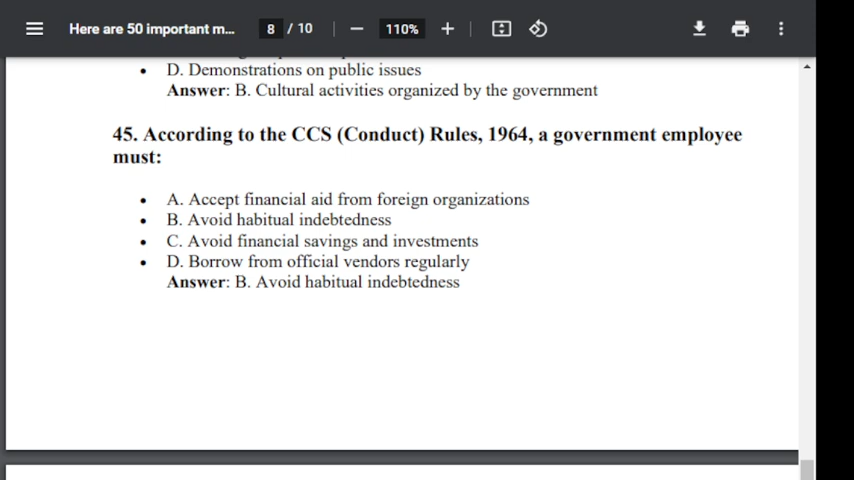 Here are 50 important m... 8 / 10 110%
D. Demonstrations on public issues
Answer: B. Cultural activities organized by the government
45. According to the CCS (Conduct) Rules, 1964, a government employee
must:
A. Accept financial aid from foreign organizations
B. Avoid habitual indebtedness
C. Avoid financial savings and investments
D. Borrow from official vendors regularly
Answer: B. Avoid habitual indebtedness